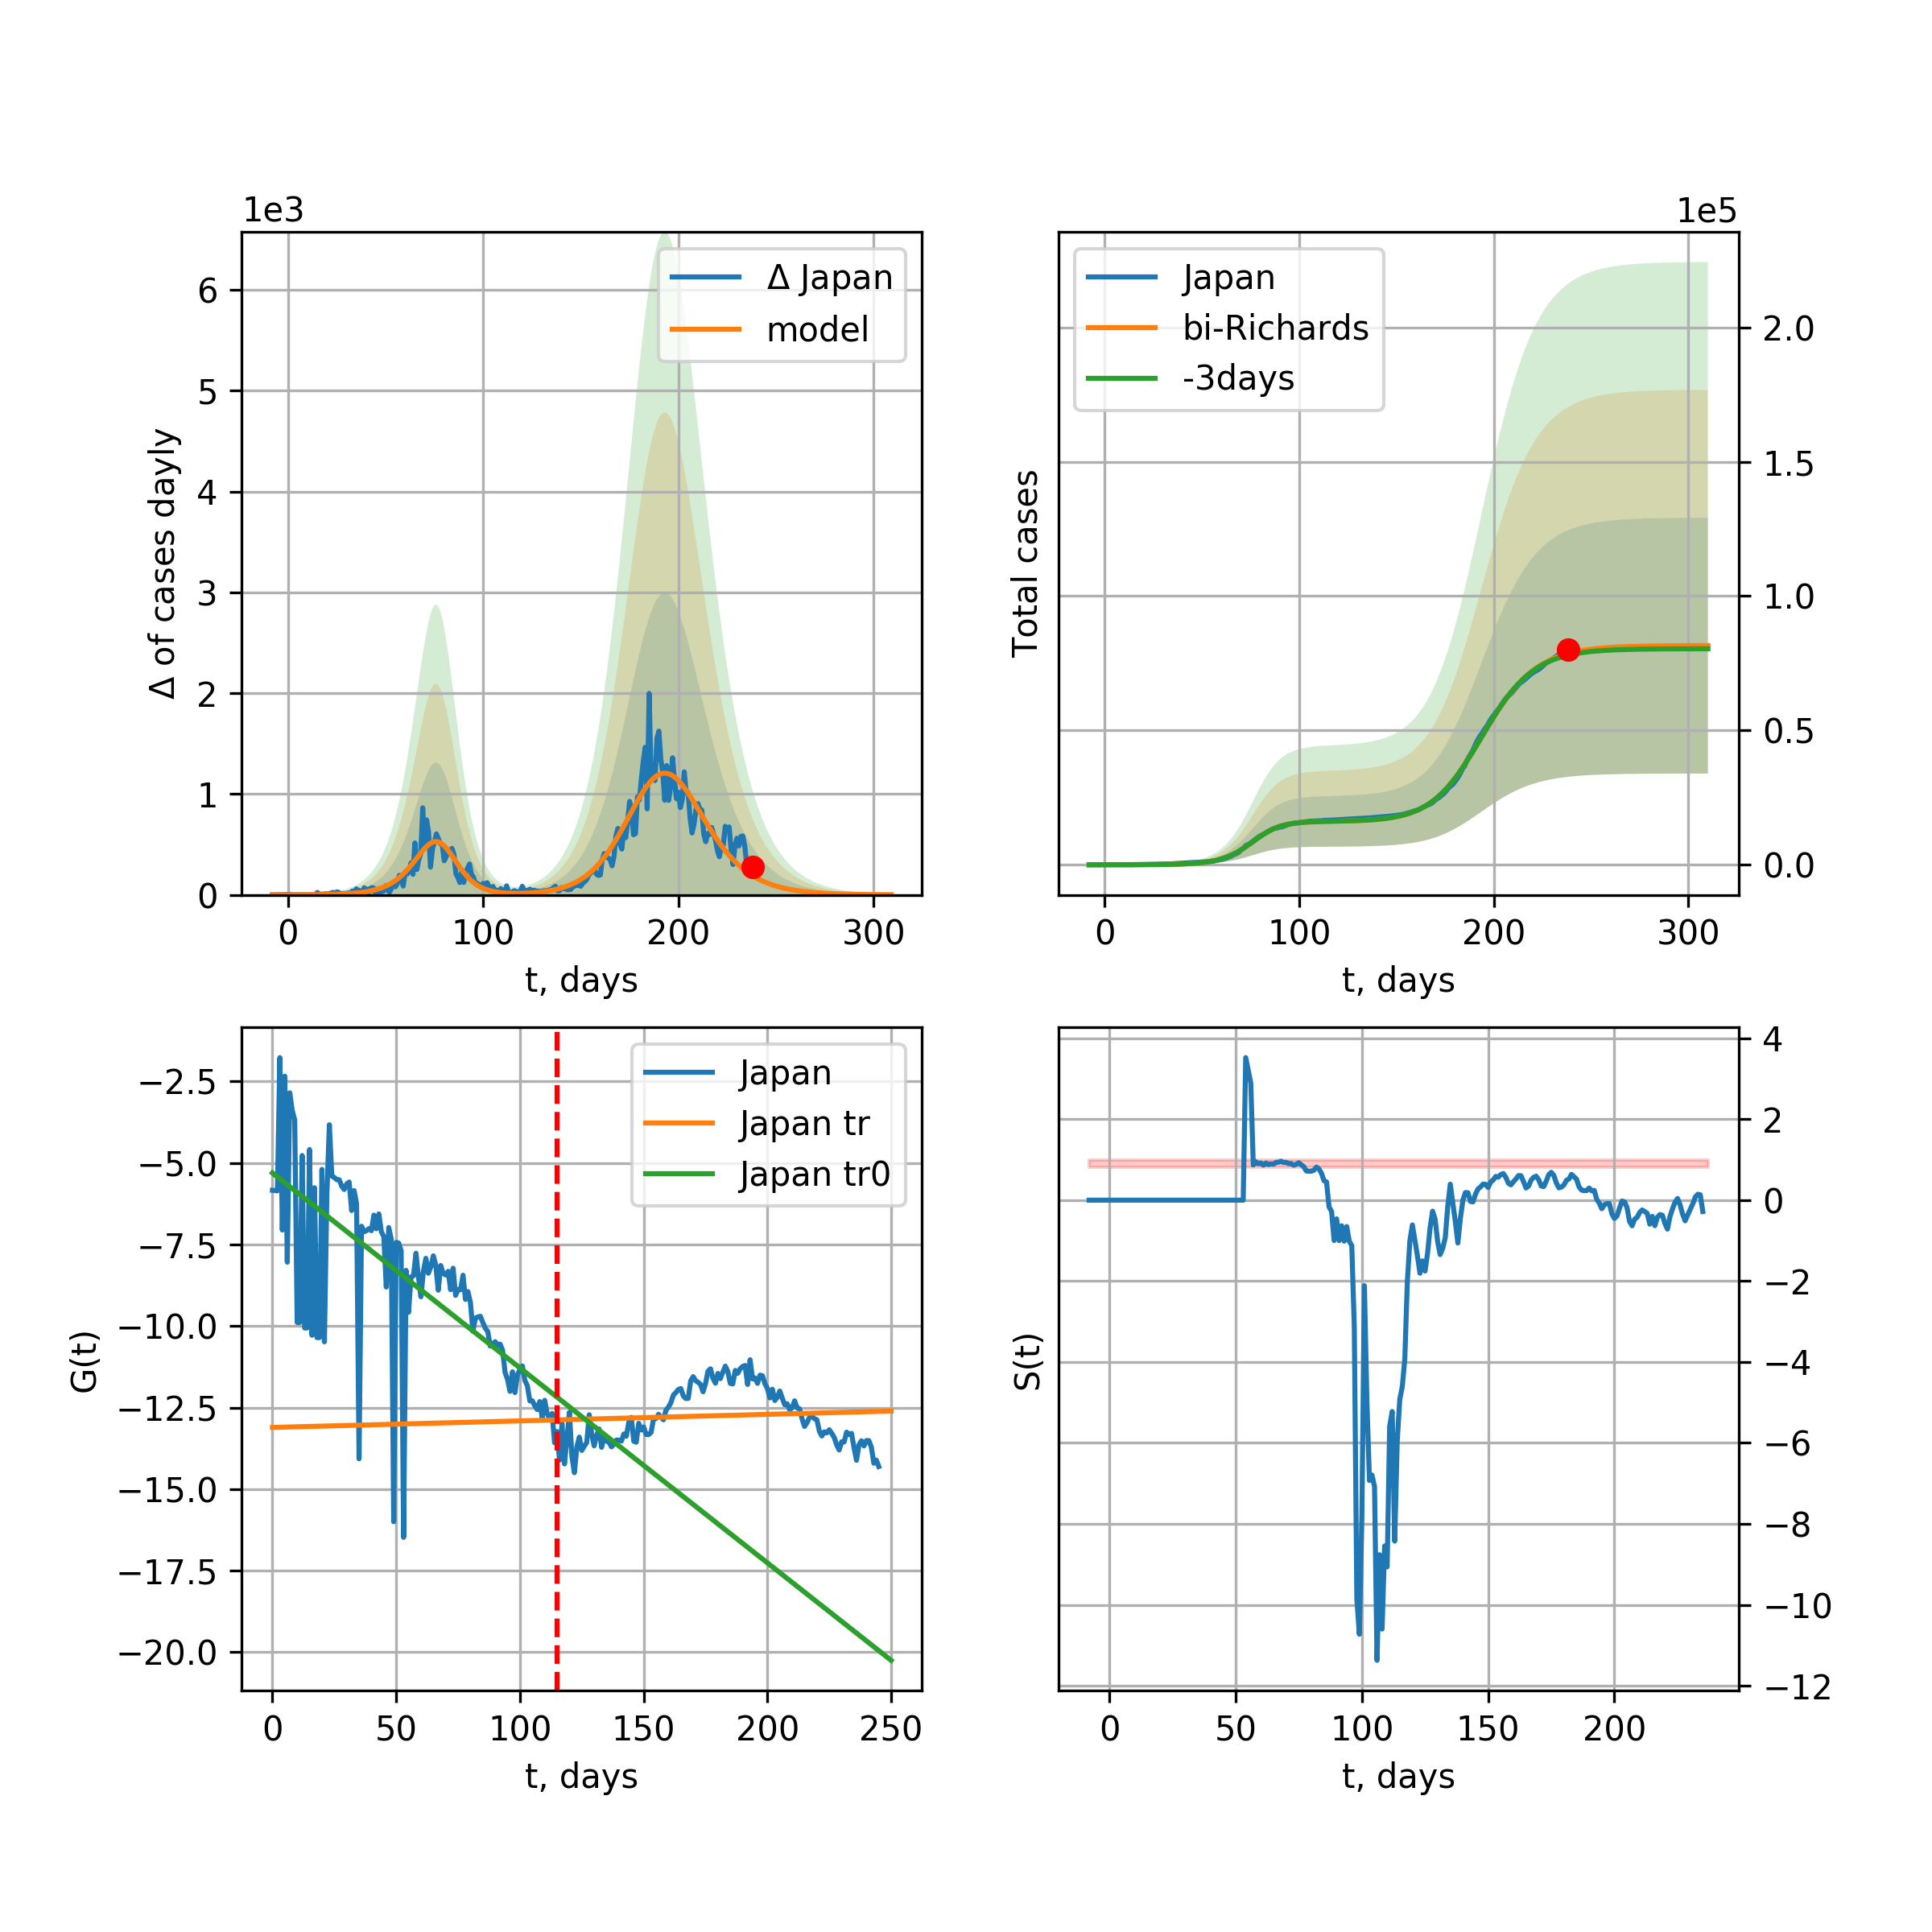 1e3
Δ of cases dayly
6
5
4
3
2
1
0
Δ Japan
model
0 100 200 300
t, days
1e5
Total cases
Japan
bi-Richards
-3days
2.0
1.5
1.0
0.5
0.0
0 100 200 300
t, days
G(t)
−2.5
−5.0
−7.5
−10.0
−12.5
−15.0
−17.5
−20.0
Japan
Japan tr
Japan tr0
0 50 100 150 200 250
t, days
S(t)
4
2
0
−2
−4
−6
−8
−10
−12
0 50 100 150 200
t, days